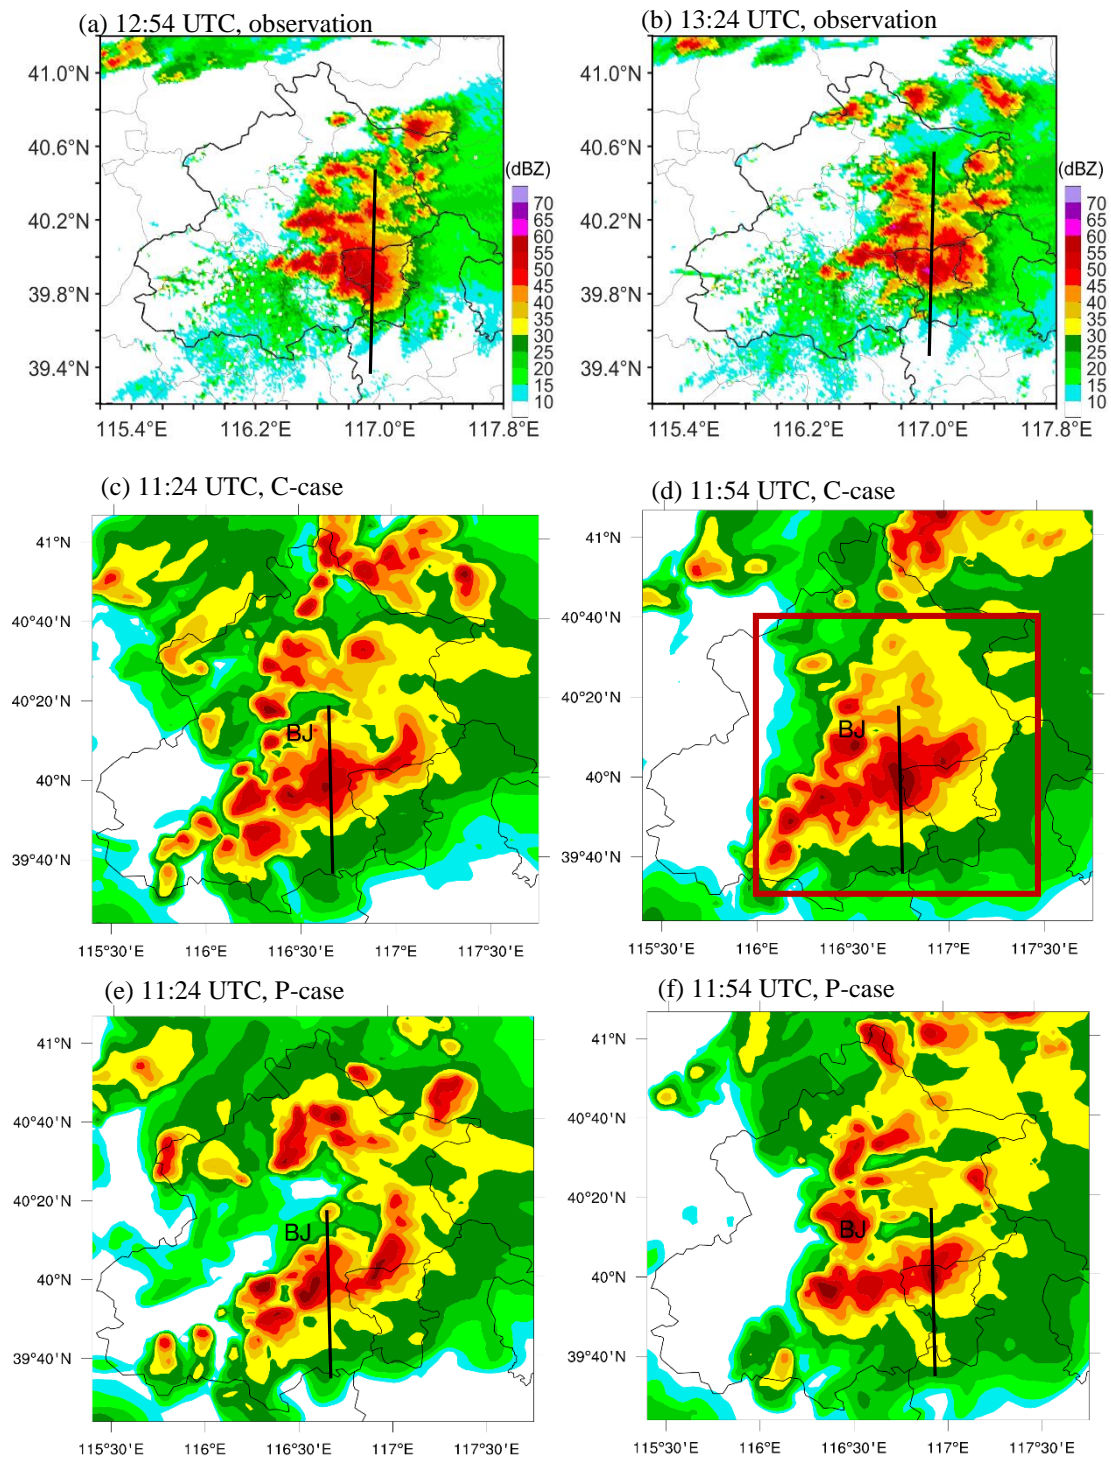 (a) 12:54 UTC, observation
(b) 13:24 UTC, observation
41.0°N
40.6°N
40.2°N
39.8°N
39.4°N
115.4°E 116.2°E 117.0°E 117.8°E
(dBZ)
70
65
60
55
50
45
40
35
30
25
20
15
10
41.0°N
40.6°N
40.2°N
39.8°N
39.4°N
115.4°E 116.2°E 117.0°E 117.8°E
(dBZ)
70
65
60
55
50
45
40
35
30
25
20
15
10
(c) 11:24 UTC, C-case
(d) 11:54 UTC, C-case
41°N
40°40'N
40°20'N
40°N
39°40'N
BJ
115°30'E 116°E 116°30'E 117°E 117°30'E
41°N
40°40'N
40°20'N
40°N
39°40'N
BJ
115°30'E 116°E 116°30'E 117°E 117°30'E
(e) 11:24 UTC, P-case
(f) 11:54 UTC, P-case
41°N
40°40'N
40°20'N
40°N
39°40'N
BJ
115°30'E 116°E 116°30'E 117°E 117°30'E
41°N
40°40'N
40°20'N
40°N
39°40'N
BJ
115°30'E 116°E 116°30'E 117°E 117°30'E